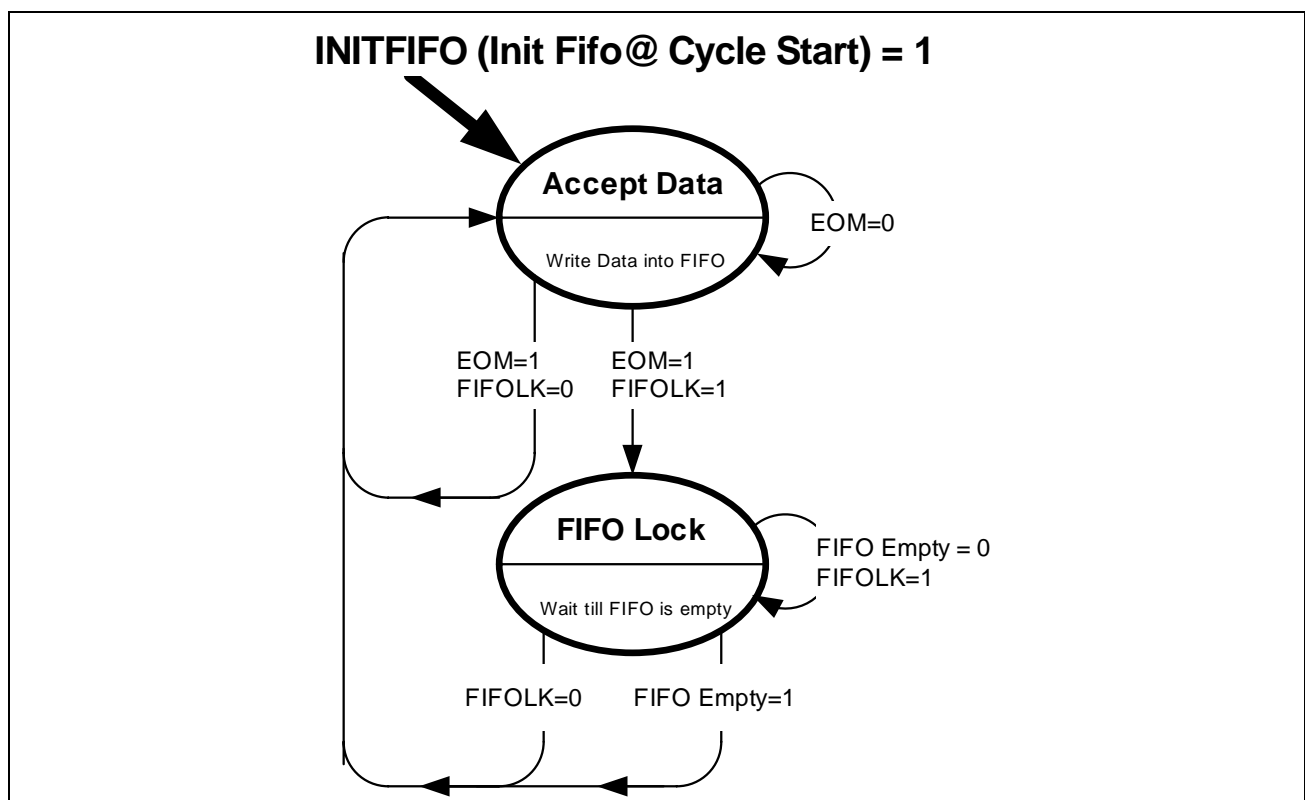 INITFIFO (Init Fifo@ Cycle Start) = 1
Accept Data
EOM=0
Write Data into FIFO
EOM=1
FIFOLK=0
EOM=1
FIFOLK=1
FIFO Lock
FIFO Empty = 0
FIFOLK=1
Wait till FIFO is empty
FIFOLK=0
FIFO Empty=1